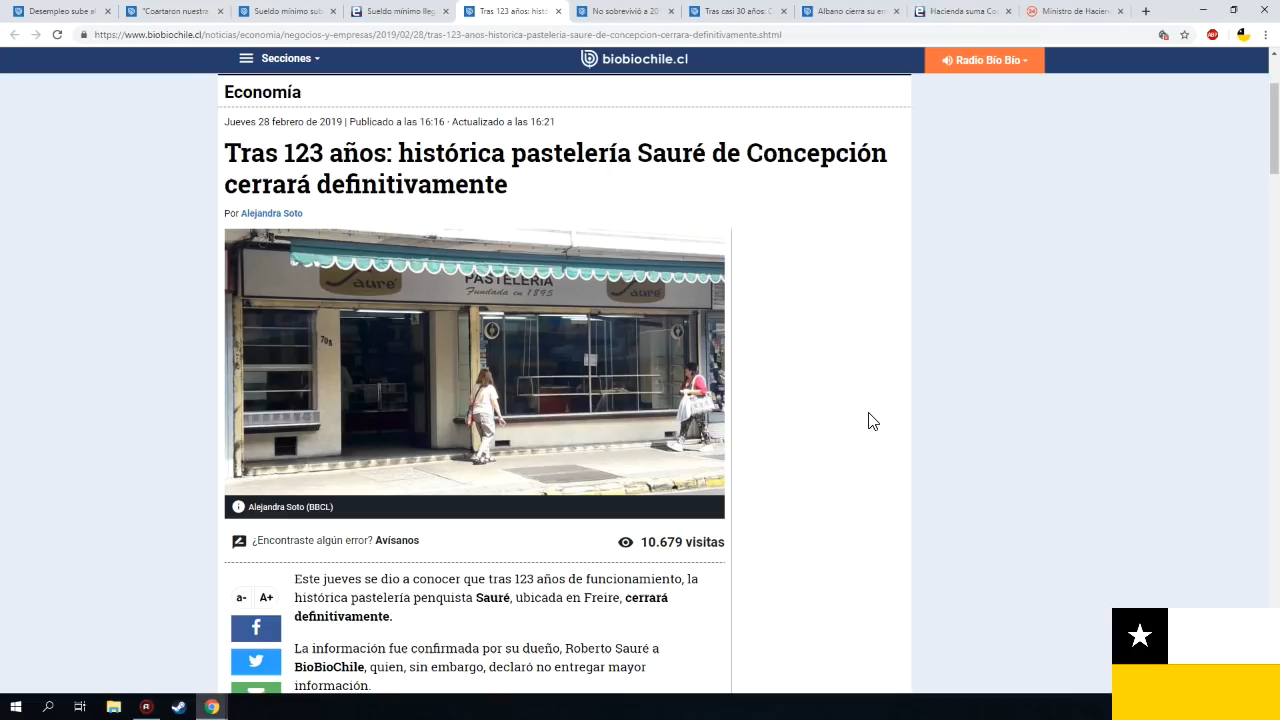 Desempleo sube al
"Coartaron nuestra
Sueldo mínimo sub
Sueldo mínimo lleg
Tras 123 años: histó
No sobrevivió a 20
Tras casi 30 años: C
Albano cierra su e
Hacienda suma Co
Ministro de Hacien
https://www.biobiochile.cl/noticias/economia/negocios-y-empresas/2019/02/28/tras-123-anos-historica-pasteleria-saure-de-concepcion-cerrara-definitivamente.shtml
Secciones
biobiochile.cl
Radio Bío Bío
Economía
Jueves 28 febrero de 2019 | Publicado a las 16:16 · Actualizado a las 16:21
Tras 123 años: histórica pastelería Sauré de Concepción
cerrará definitivamente
Por Alejandra Soto
Sauré
PASTELERIA
Fundada en 1895
Sauré
708
Alejandra Soto (BBCL)
¿Encontraste algún error? Avísanos
10.679 visitas
a- A+
Este jueves se dio a conocer que tras 123 años de funcionamiento, la
histórica pastelería penquista Sauré, ubicada en Freire, cerrará
definitivamente.
La información fue confirmada por su dueño, Roberto Sauré a
BioBioChile, quien, sin embargo, declaró no entregar mayor
información.